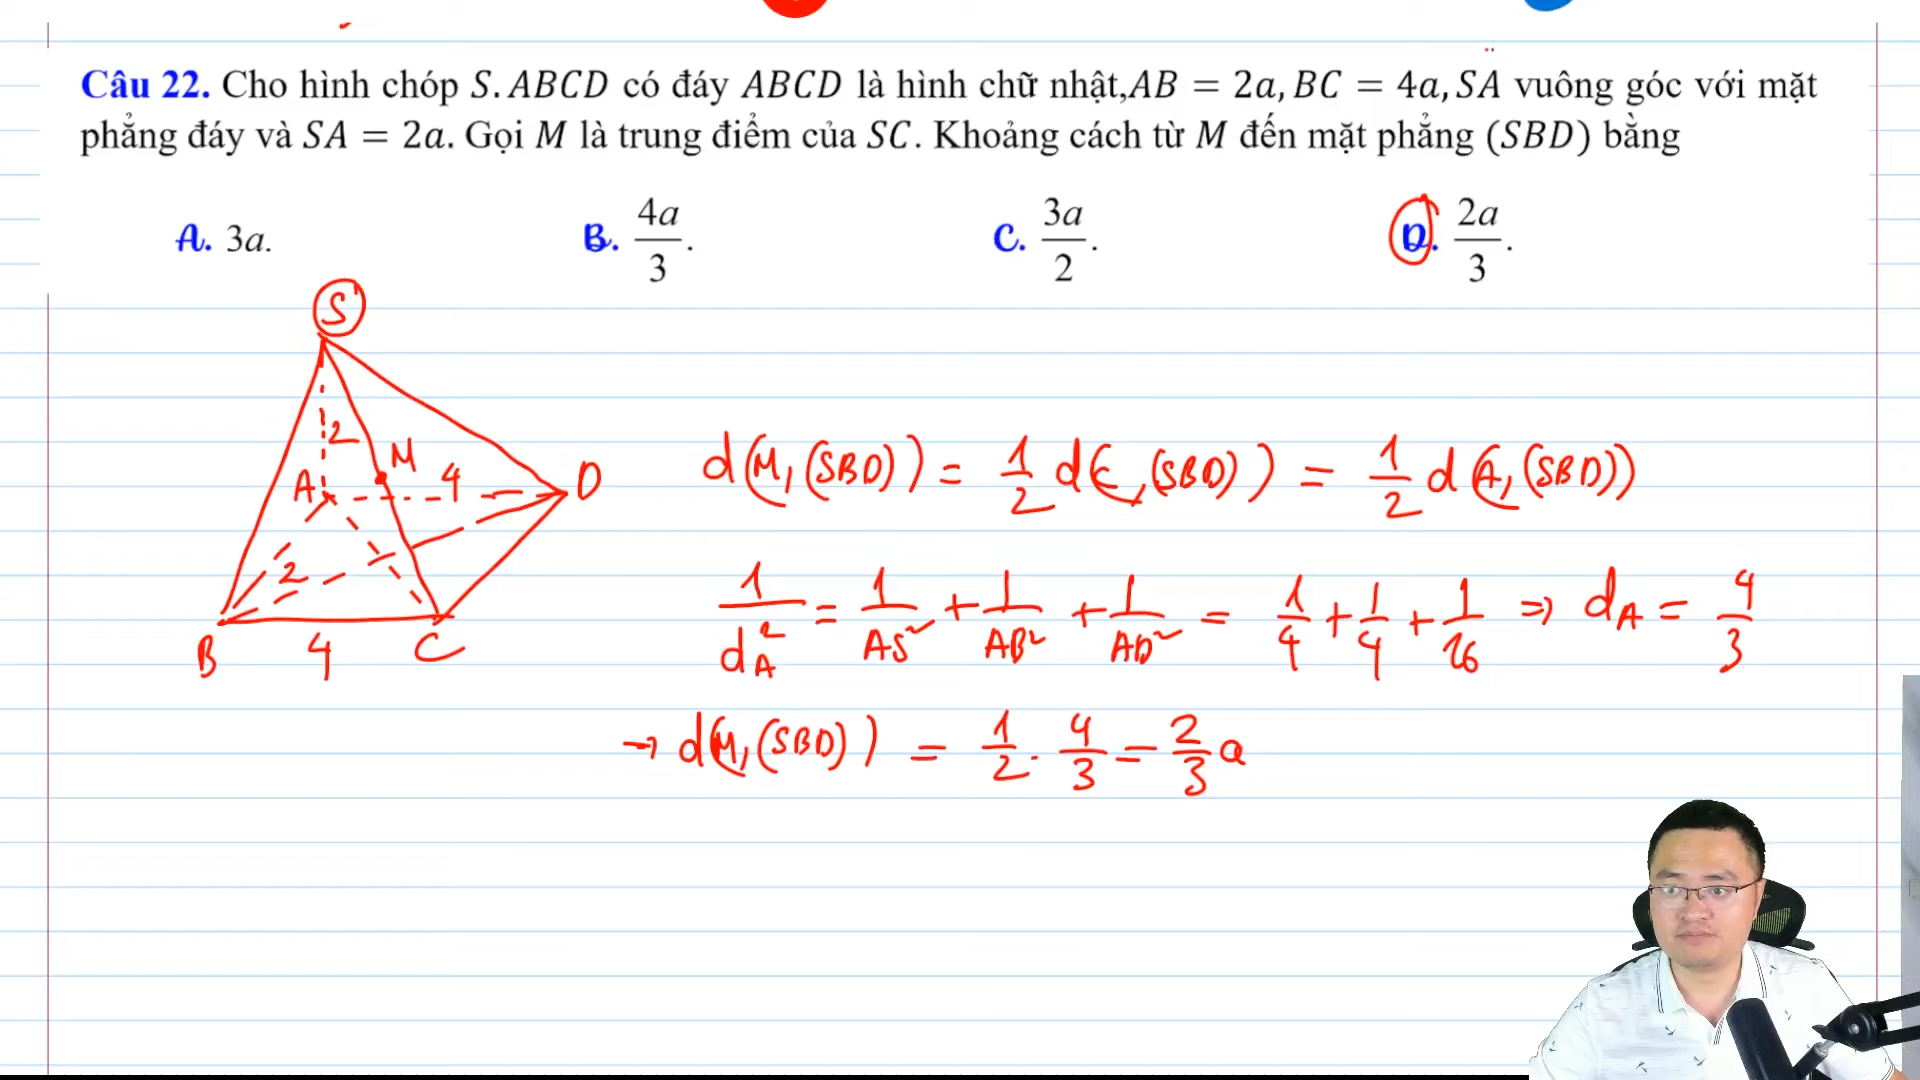 Câu 22. Cho hình chóp S.ABCD có đáy ABCD là hình chữ nhật,AB = 2a, BC = 4a, SA vuông góc với mặt
phẳng đáy và SA = 2a. Gọi M là trung điểm của SC. Khoảng cách từ M đến mặt phẳng (SBD) bằng
A. 3a. B. 4a/3. C. 3a/2. D. 2a/3.
S
2
M
A 4 D
2
B 4 C
d(M, (SBD)) = 1/2 d(C, (SBD)) = 1/2 d(A, (SBD))
1/d_A² = 1/AS² + 1/AB² + 1/AD² = 1/4 + 1/4 + 1/16 => d_A = 4/3
→ d(M, (SBD)) = 1/2 . 4/3 = 2/3 a